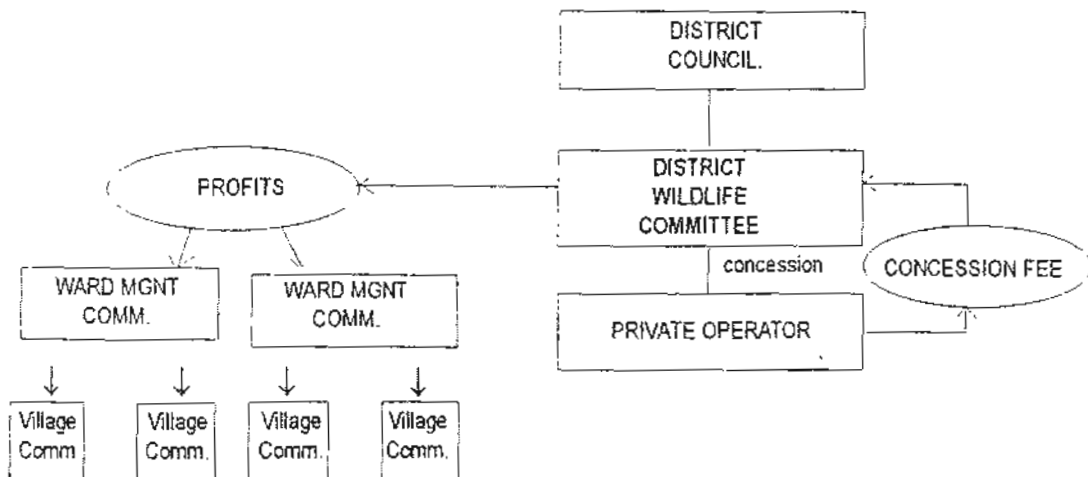 DISTRICT
COUNCIL.
PROFITS
DISTRICT
WILDLIFE
COMMITTEE
concession
CONCESSION FEE
WARD MGNT
COMM.
WARD MGNT
COMM.
PRIVATE OPERATOR
Village
Comm
Village
Comm.
Village
Comm.
Village
Comm.